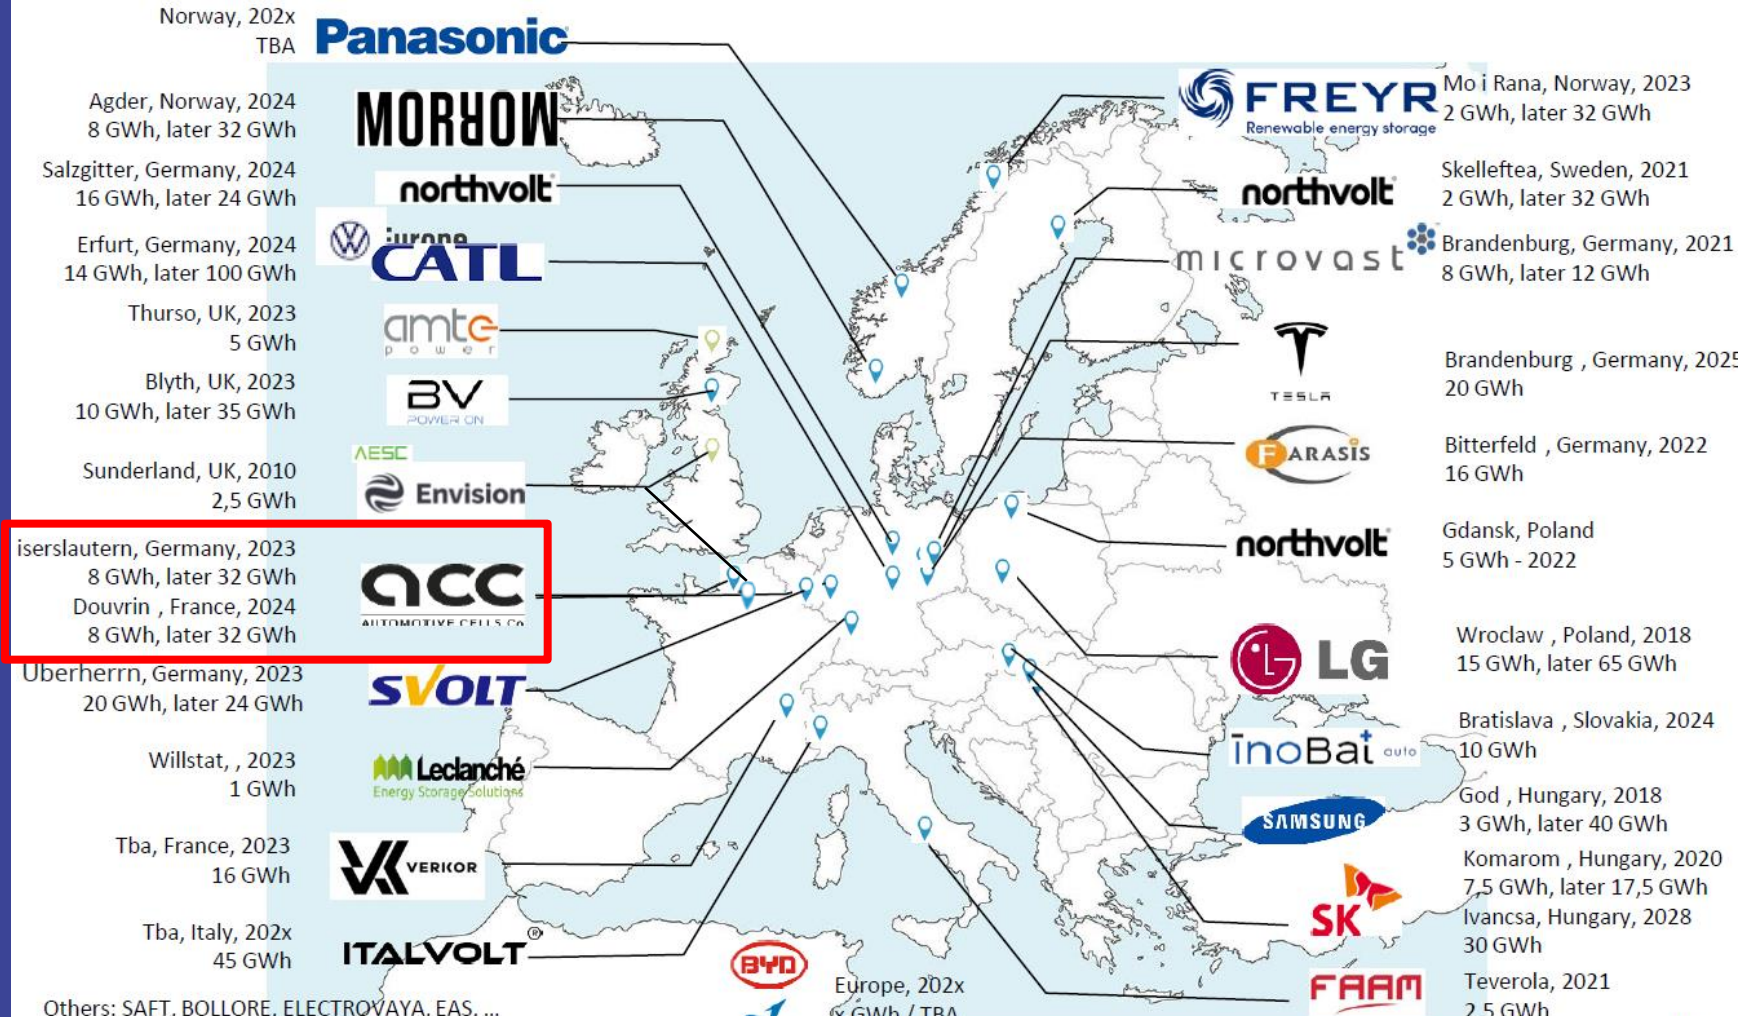 Norway, 202x
TBA
Panasonic
Agder, Norway, 2024
8 GWh, later 32 GWh
MORROW
Salzgitter, Germany, 2024
16 GWh, later 24 GWh
northvolt
Erfurt, Germany, 2024
14 GWh, later 100 GWh
Europe
CATL
Thurso, UK, 2023
5 GWh
amte
power
Blyth, UK, 2023
10 GWh, later 35 GWh
BV
POWER ON
Sunderland, UK, 2010
2,5 GWh
AESC
Envision
iserslautern, Germany, 2023
8 GWh, later 32 GWh
Douvrin , France, 2024
8 GWh, later 32 GWh
acc
AUTOMOTIVE CELLS Co
Uberherrn, Germany, 2023
20 GWh, later 24 GWh
SVOLT
Willstat, , 2023
1 GWh
Leclanché
Energy Storage Solutions
Tba, France, 2023
16 GWh
VERKOR
Tba, Italy, 202x
45 GWh
ITALVOLT®
Others: SAFT, BOLLORE, ELECTROVAYA, EAS, ...
BYD
Europe, 202x
x GWh / TBA
FREYR
Renewable energy storage
Mo i Rana, Norway, 2023
2 GWh, later 32 GWh
northvolt
Skelleftea, Sweden, 2021
2 GWh, later 32 GWh
microvast
Brandenburg, Germany, 2021
8 GWh, later 12 GWh
TESLA
Brandenburg , Germany, 2025
20 GWh
FARASIS
Bitterfeld , Germany, 2022
16 GWh
northvolt
Gdansk, Poland
5 GWh - 2022
LG
Wroclaw , Poland, 2018
15 GWh, later 65 GWh
InoBat auto
Bratislava , Slovakia, 2024
10 GWh
SAMSUNG
God , Hungary, 2018
3 GWh, later 40 GWh
SK
Komarom , Hungary, 2020
7,5 GWh, later 17,5 GWh
Ivancsa, Hungary, 2028
30 GWh
FAAM
Teverola, 2021
2,5 GWh